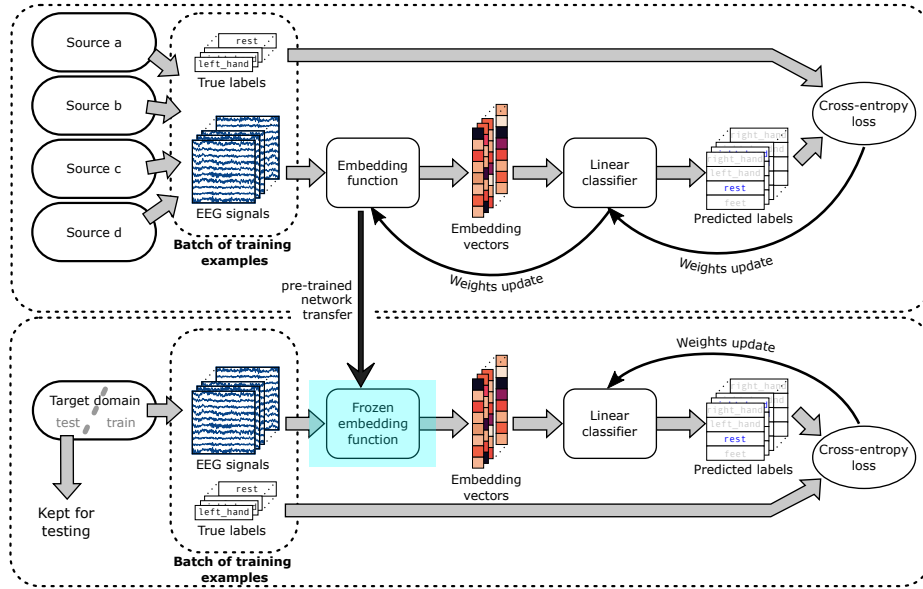 Source a
Source b
Source c
Source d
rest
left_hand
True labels
EEG signals
Batch of training
examples
Embedding
function
Embedding
vectors
Linear
classifier
right_hand
right_hand
left_hand
rest
feet
Predicted labels
Cross-entropy
loss
Weights update
Weights update
pre-trained
network
transfer
Target domain
test
train
Kept for
testing
EEG signals
rest
left_hand
True labels
Batch of training
examples
Frozen
embedding
function
Embedding
vectors
Linear
classifier
right_hand
right_hand
left_hand
rest
feet
Predicted labels
Weights update
Cross-entropy
loss